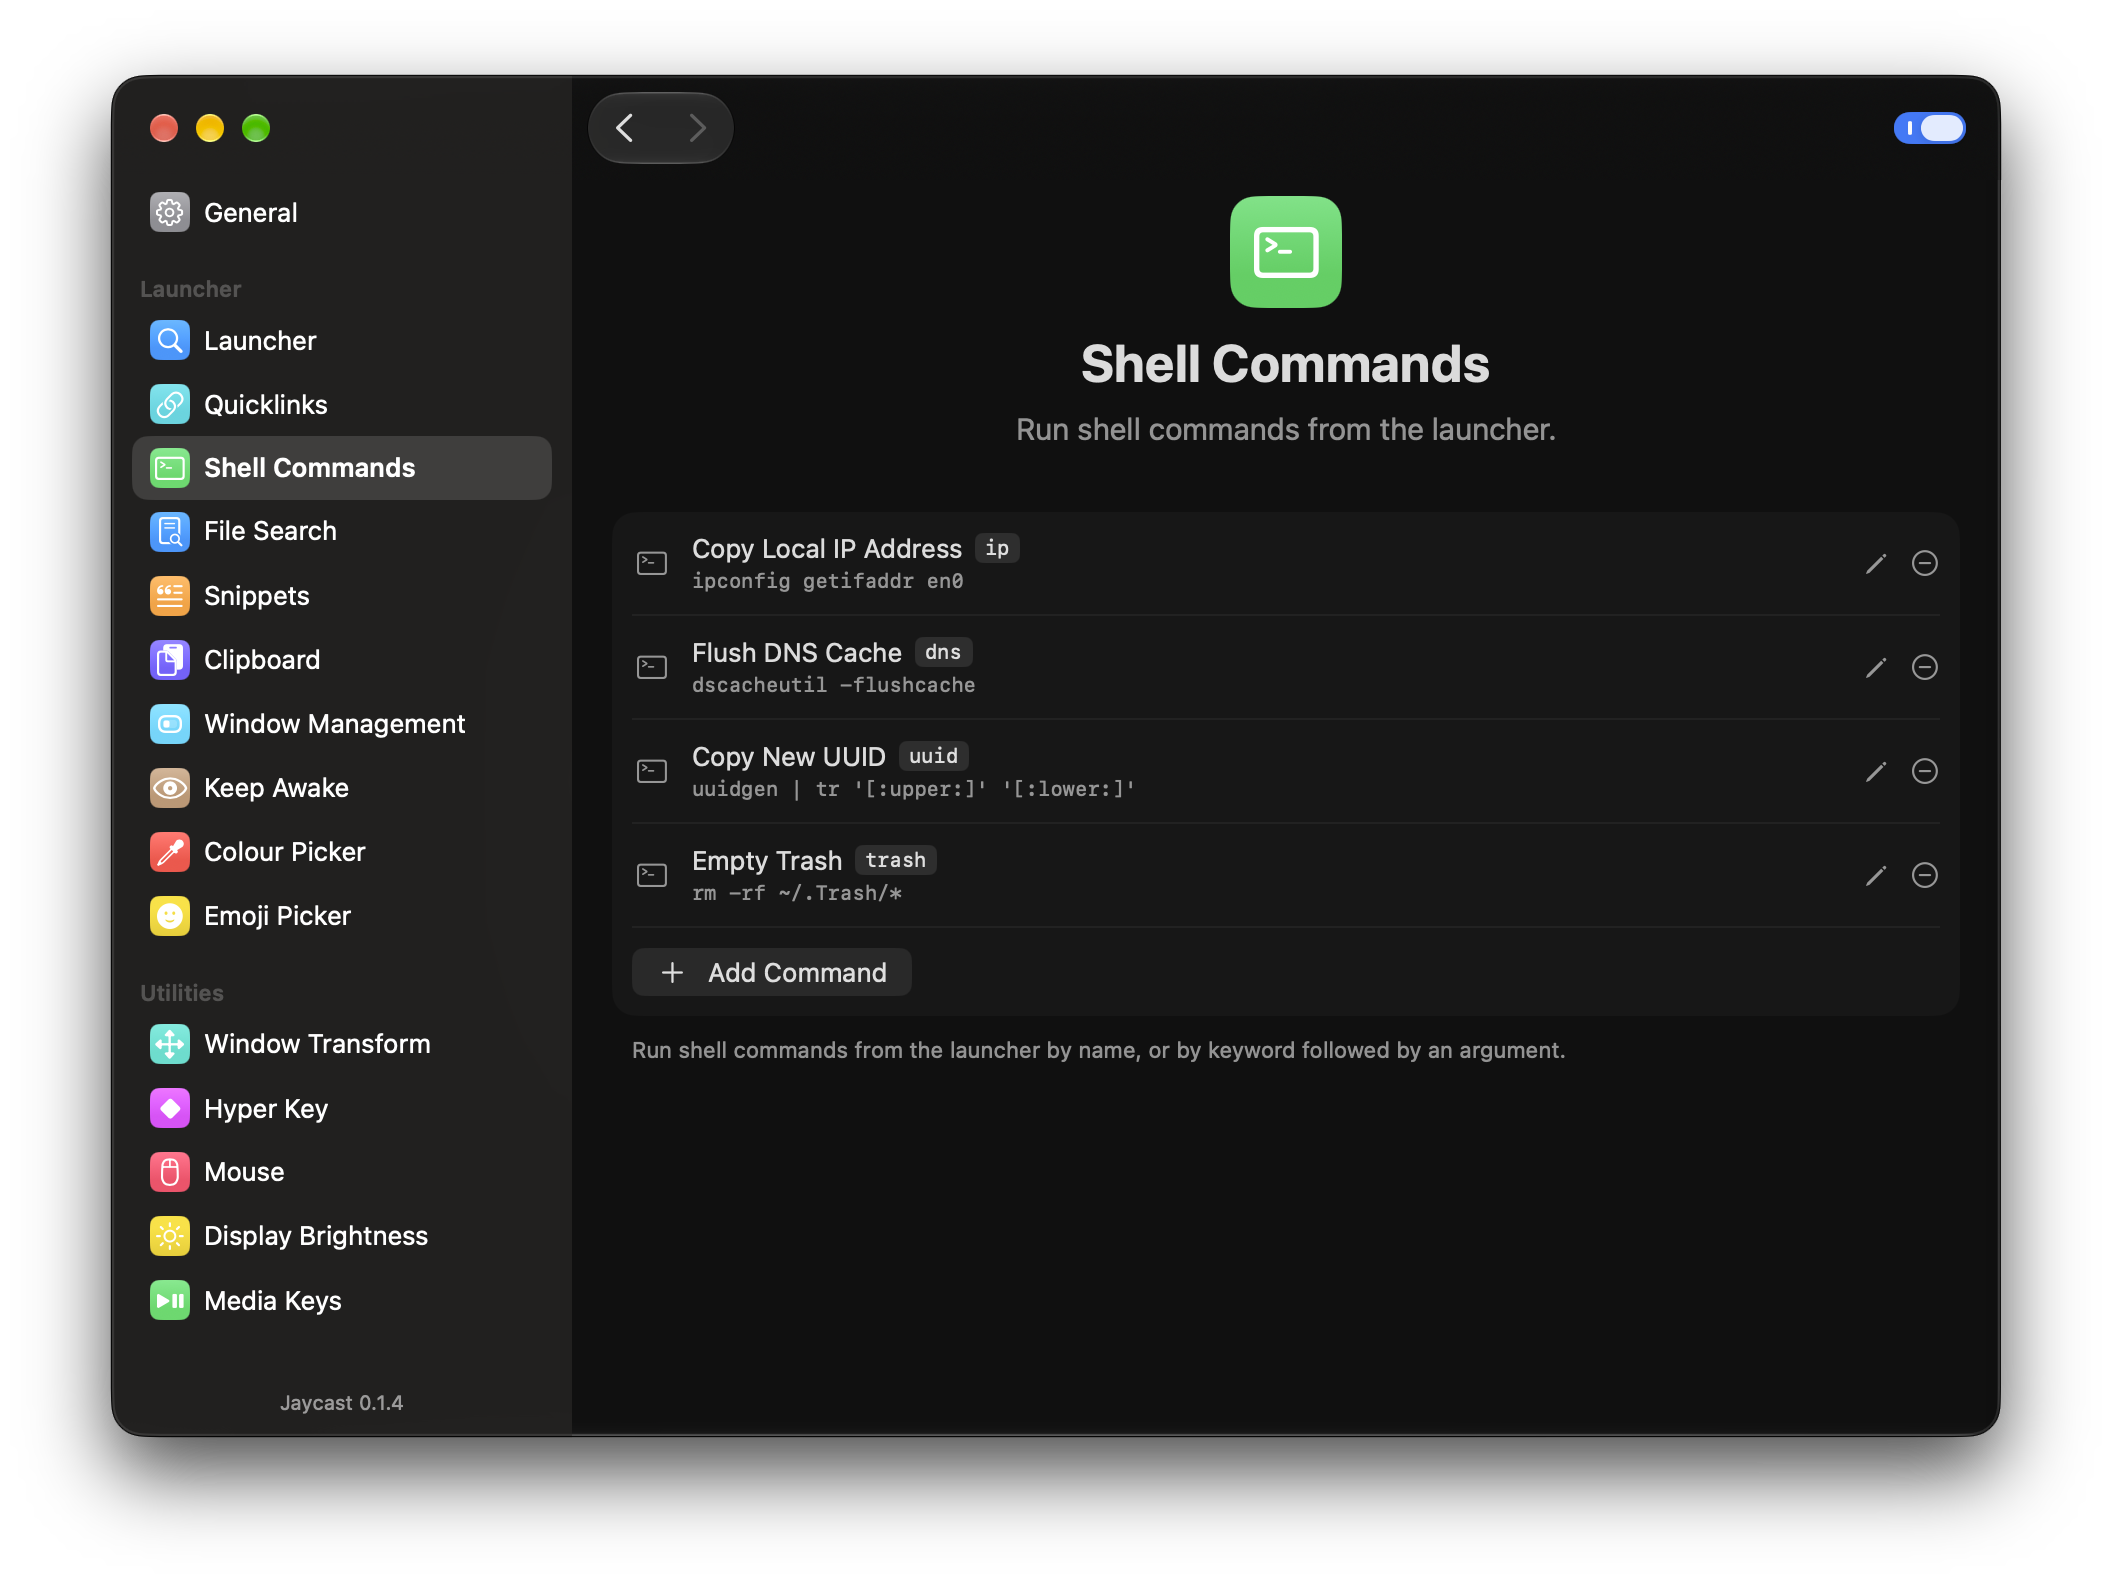 General
Launcher
Launcher
Quicklinks
Shell Commands
File Search
Snippets
Clipboard
Window Management
Keep Awake
Colour Picker
Emoji Picker
Utilities
Window Transform
Hyper Key
Mouse
Display Brightness
Media Keys
Jaycast 0.1.4
Shell Commands
Run shell commands from the launcher.
Copy Local IP Address ip
ipconfig getifaddr en0
Flush DNS Cache dns
dscacheutil -flushcache
Copy New UUID uuid
uuidgen | tr '[:upper:]' '[:lower:]'
Empty Trash trash
rm -rf ~/.Trash/*
Add Command
Run shell commands from the launcher by name, or by keyword followed by an argument.